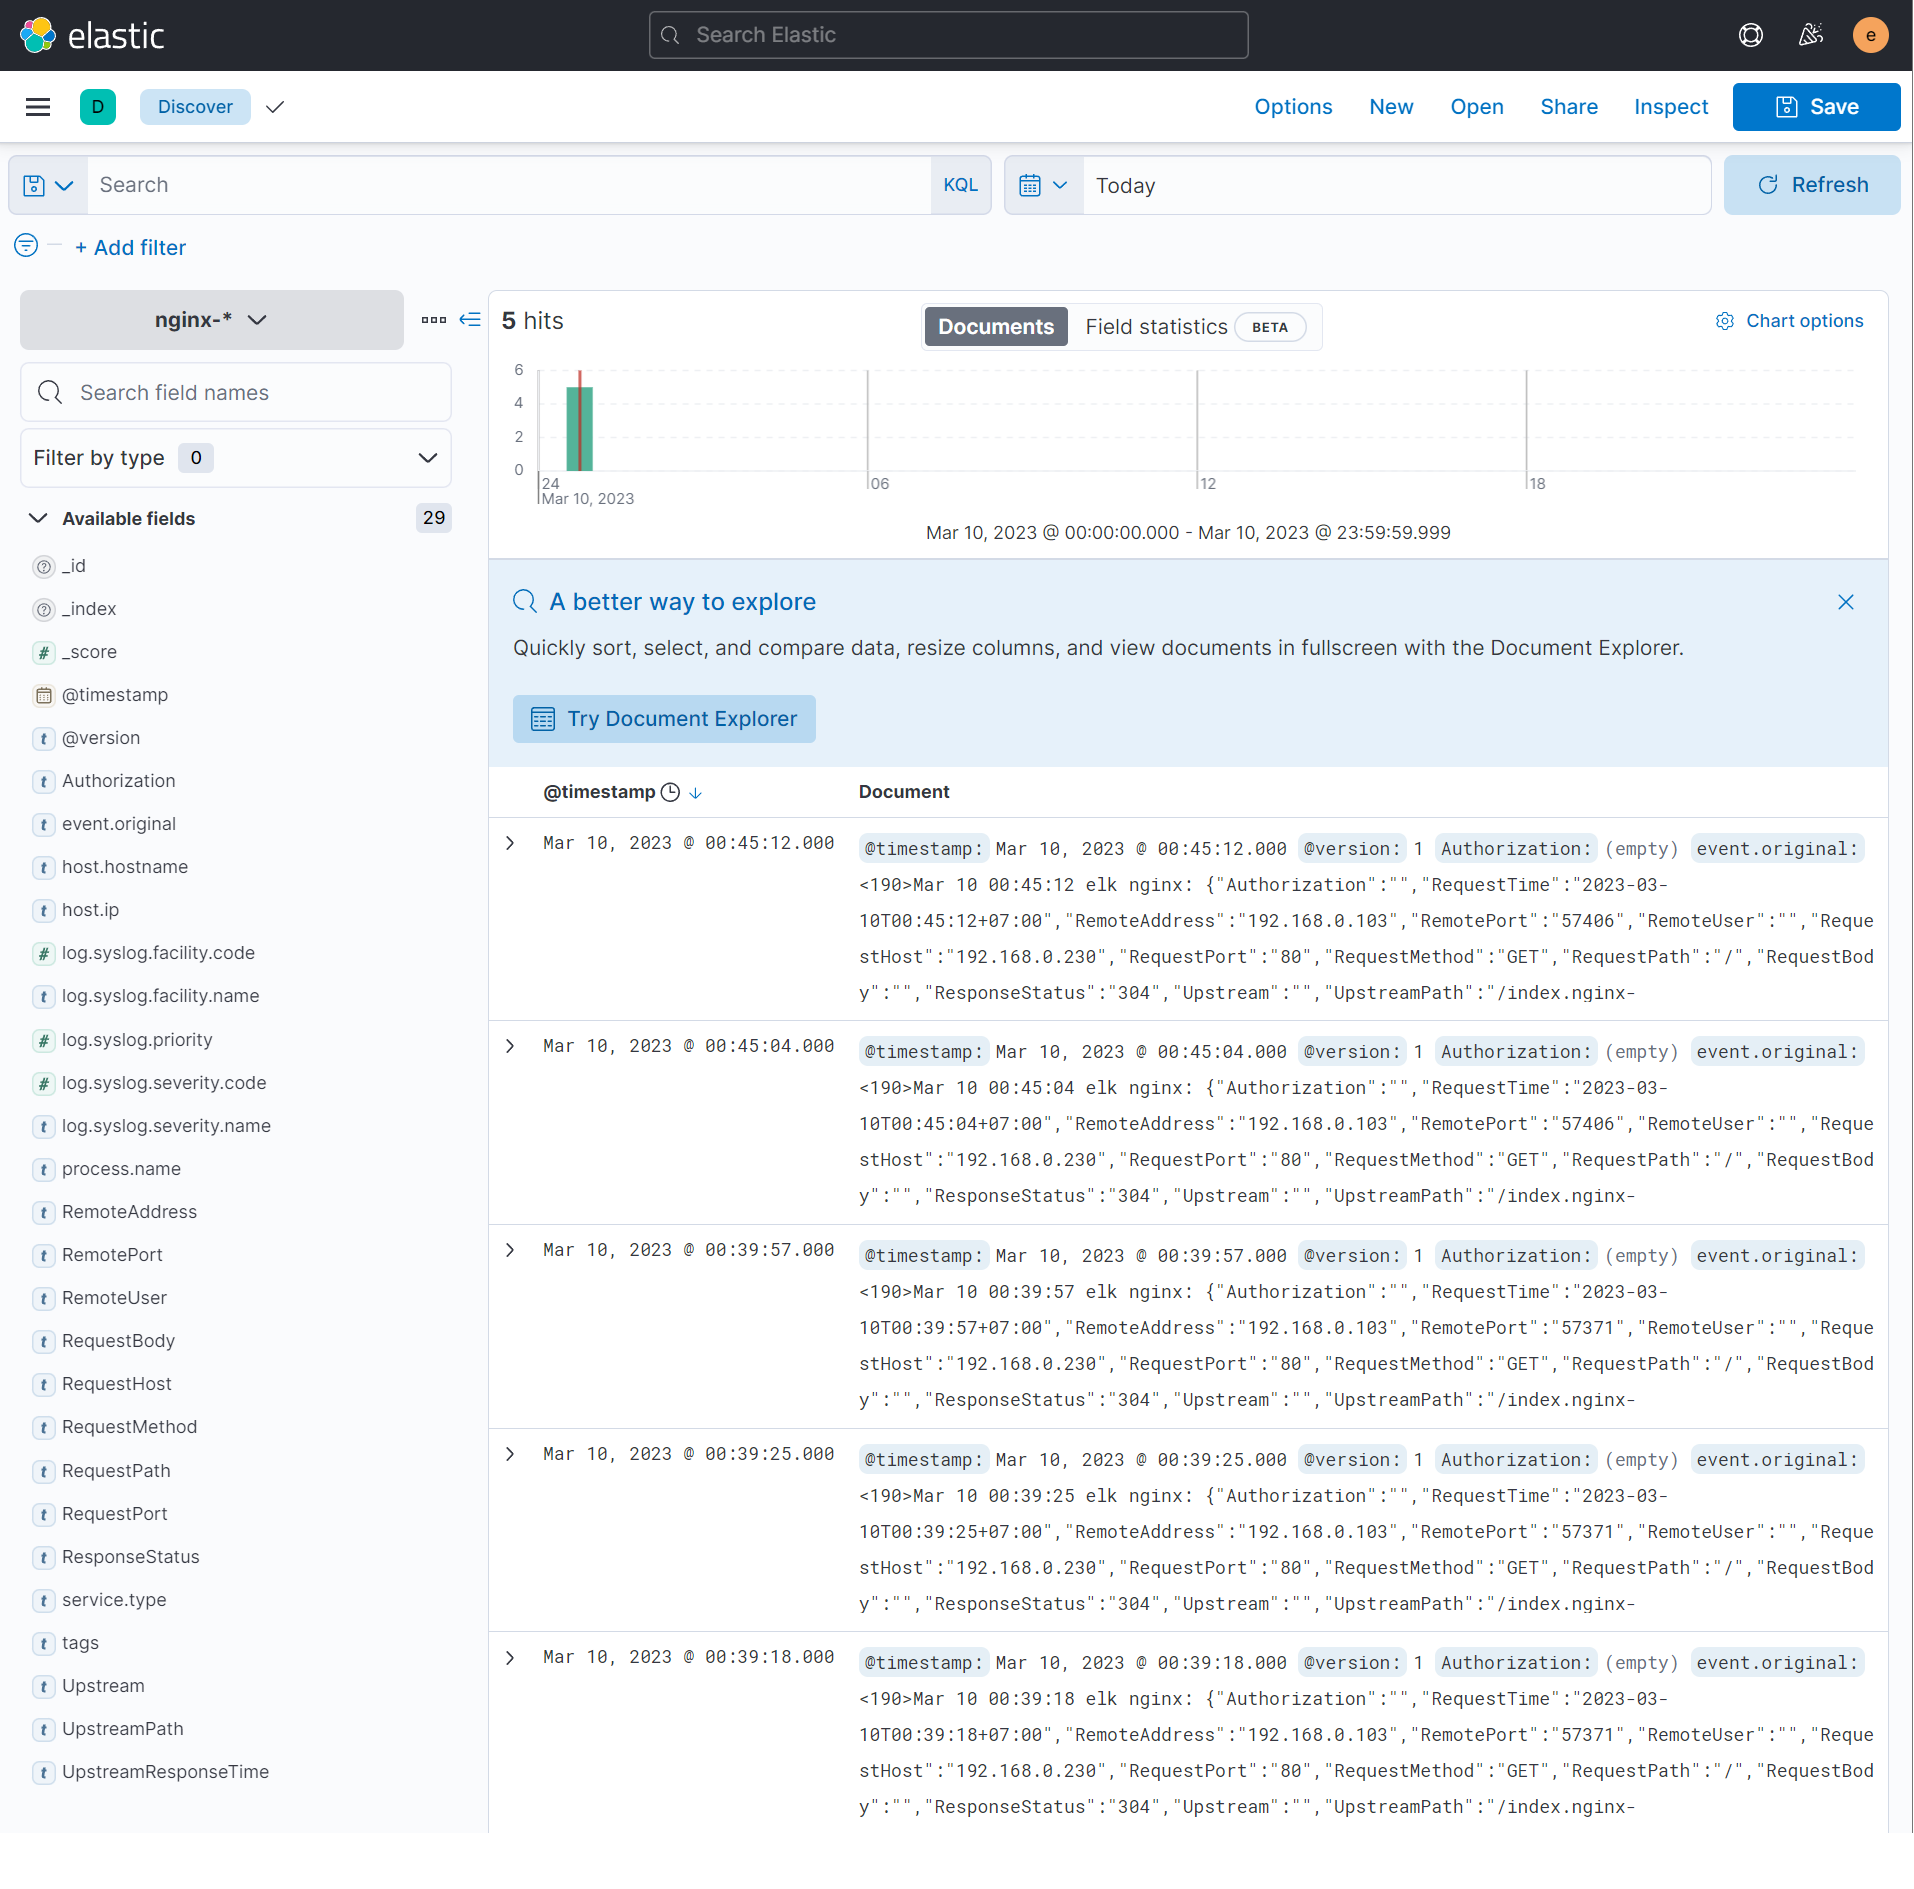 elastic
Search Elastic
e
D
Discover
Options
New
Open
Share
Inspect
Save
Search
KQL
Today
Refresh
+ Add filter
nginx-*
Search field names
Filter by type 0
Available fields 29
_id
_index
_score
@timestamp
@version
Authorization
event.original
host.hostname
host.ip
log.syslog.facility.code
log.syslog.facility.name
log.syslog.priority
log.syslog.severity.code
log.syslog.severity.name
process.name
RemoteAddress
RemotePort
RemoteUser
RequestBody
RequestHost
RequestMethod
RequestPath
RequestPort
ResponseStatus
service.type
tags
Upstream
UpstreamPath
UpstreamResponseTime
5 hits
Documents
Field statistics BETA
Chart options
6
4
2
0
24
Mar 10, 2023
06
12
18
Mar 10, 2023 @ 00:00:00.000 - Mar 10, 2023 @ 23:59:59.999
A better way to explore
Quickly sort, select, and compare data, resize columns, and view documents in fullscreen with the Document Explorer.
Try Document Explorer
@timestamp Document
Mar 10, 2023 @ 00:45:12.000
@timestamp: Mar 10, 2023 @ 00:45:12.000 @version: 1 Authorization: (empty) event.original:
<190>Mar 10 00:45:12 elk nginx: {"Authorization":"","RequestTime":"2023-03-
10T00:45:12+07:00","RemoteAddress":"192.168.0.103","RemotePort":"57406","RemoteUser":"","Reque
stHost":"192.168.0.230","RequestPort":"80","RequestMethod":"GET","RequestPath":"/","RequestBod
y":"","ResponseStatus":"304","Upstream":"","UpstreamPath":"/index.nginx-
Mar 10, 2023 @ 00:45:04.000
@timestamp: Mar 10, 2023 @ 00:45:04.000 @version: 1 Authorization: (empty) event.original:
<190>Mar 10 00:45:04 elk nginx: {"Authorization":"","RequestTime":"2023-03-
10T00:45:04+07:00","RemoteAddress":"192.168.0.103","RemotePort":"57406","RemoteUser":"","Reque
stHost":"192.168.0.230","RequestPort":"80","RequestMethod":"GET","RequestPath":"/","RequestBod
y":"","ResponseStatus":"304","Upstream":"","UpstreamPath":"/index.nginx-
Mar 10, 2023 @ 00:39:57.000
@timestamp: Mar 10, 2023 @ 00:39:57.000 @version: 1 Authorization: (empty) event.original:
<190>Mar 10 00:39:57 elk nginx: {"Authorization":"","RequestTime":"2023-03-
10T00:39:57+07:00","RemoteAddress":"192.168.0.103","RemotePort":"57371","RemoteUser":"","Reque
stHost":"192.168.0.230","RequestPort":"80","RequestMethod":"GET","RequestPath":"/","RequestBod
y":"","ResponseStatus":"304","Upstream":"","UpstreamPath":"/index.nginx-
Mar 10, 2023 @ 00:39:25.000
@timestamp: Mar 10, 2023 @ 00:39:25.000 @version: 1 Authorization: (empty) event.original:
<190>Mar 10 00:39:25 elk nginx: {"Authorization":"","RequestTime":"2023-03-
10T00:39:25+07:00","RemoteAddress":"192.168.0.103","RemotePort":"57371","RemoteUser":"","Reque
stHost":"192.168.0.230","RequestPort":"80","RequestMethod":"GET","RequestPath":"/","RequestBod
y":"","ResponseStatus":"304","Upstream":"","UpstreamPath":"/index.nginx-
Mar 10, 2023 @ 00:39:18.000
@timestamp: Mar 10, 2023 @ 00:39:18.000 @version: 1 Authorization: (empty) event.original:
<190>Mar 10 00:39:18 elk nginx: {"Authorization":"","RequestTime":"2023-03-
10T00:39:18+07:00","RemoteAddress":"192.168.0.103","RemotePort":"57371","RemoteUser":"","Reque
stHost":"192.168.0.230","RequestPort":"80","RequestMethod":"GET","RequestPath":"/","RequestBod
y":"","ResponseStatus":"304","Upstream":"","UpstreamPath":"/index.nginx-